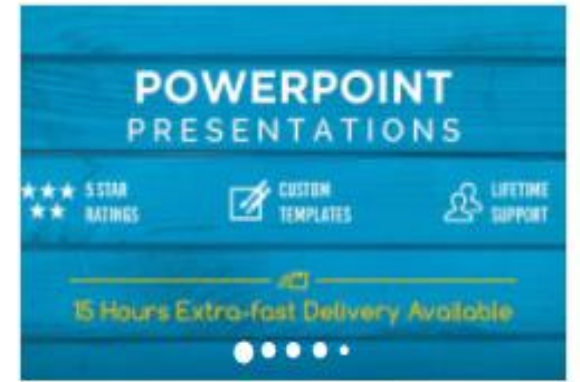 POWERPOINT
PRESENTATIONS
5 STAR
RATINGS
CUSTOM
TEMPLATES
LIFETIME
SUPPORT
15 Hours Extra-fast Delivery Available